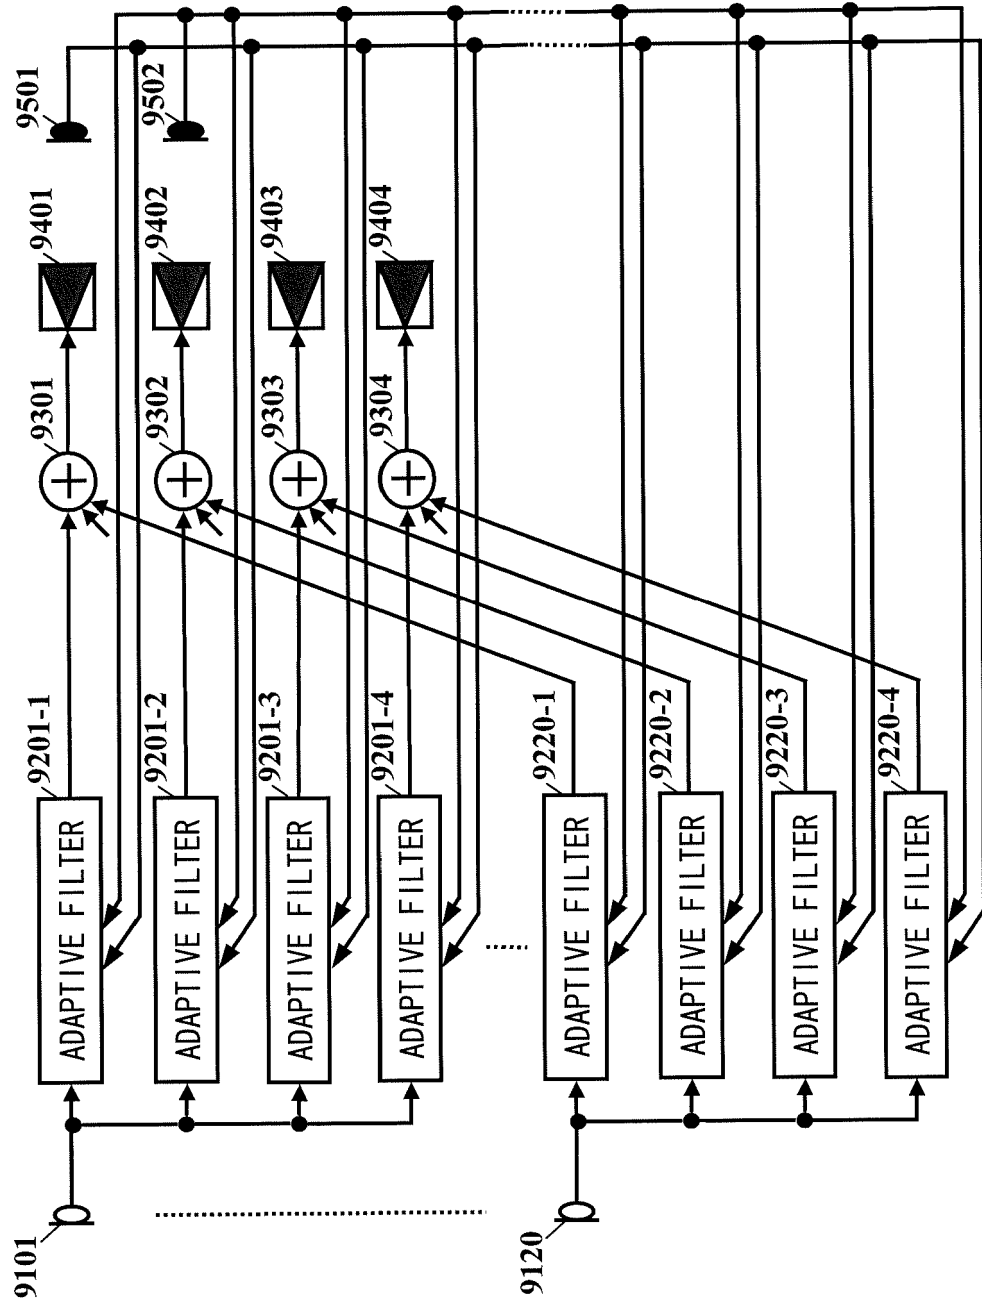 9501
9502
9401
9402
9403
9404
9301
9302
9303
9304
9201-1
9201-2
9201-3
9201-4
9220-1
9220-2
9220-3
9220-4
ADAPTIVE FILTER
ADAPTIVE FILTER
ADAPTIVE FILTER
ADAPTIVE FILTER
ADAPTIVE FILTER
ADAPTIVE FILTER
ADAPTIVE FILTER
ADAPTIVE FILTER
9101
9120